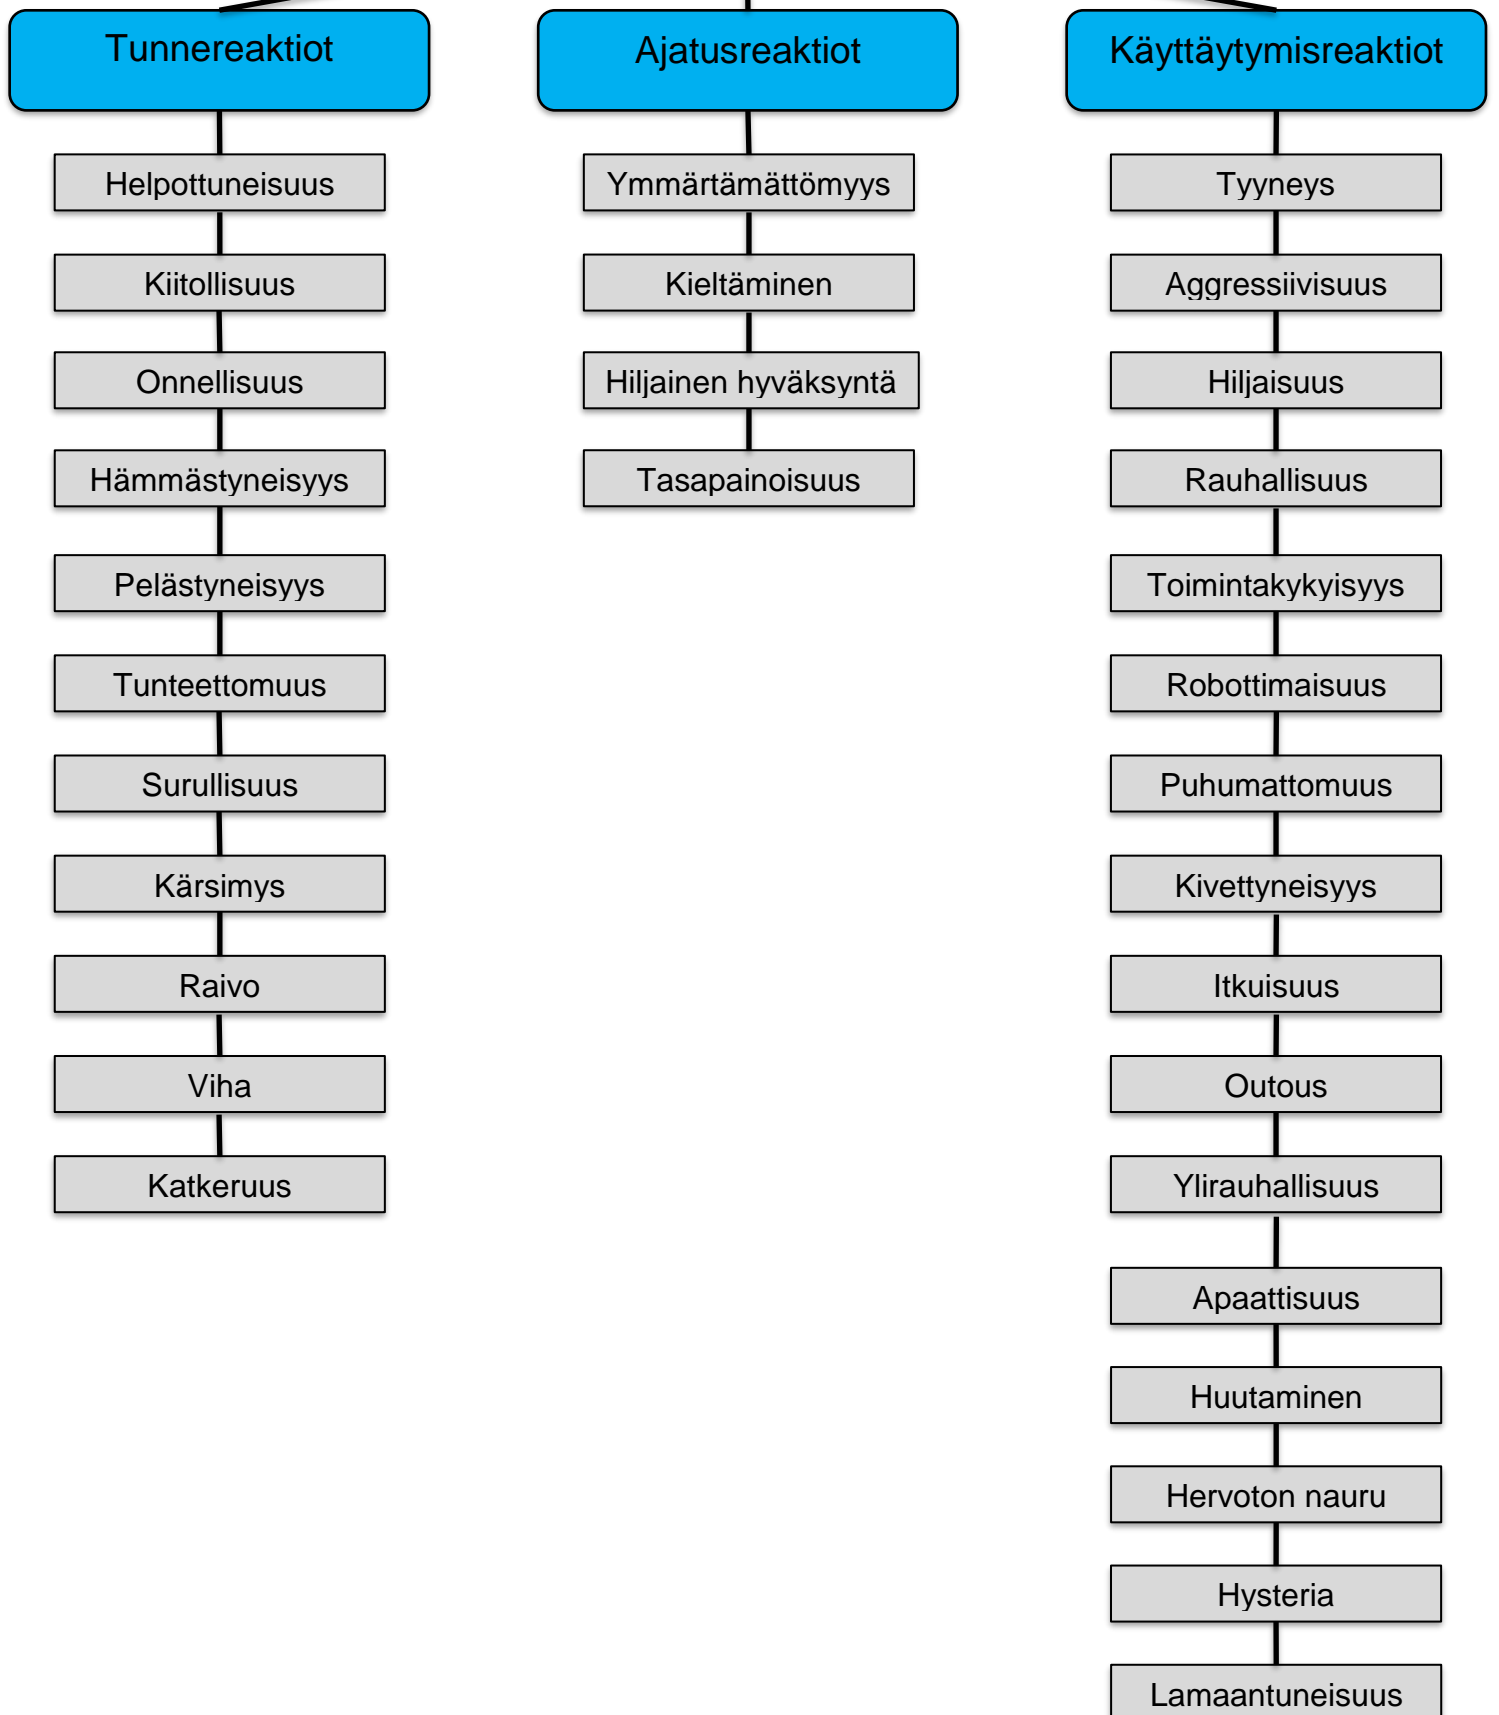 Tunnereaktiot
Helpottuneisuus
Kiitollisuus
Onnellisuus
Hämmästyneisyys
Pelästyneisyys
Tunteettomuus
Surullisuus
Kärsimys
Raivo
Viha
Katkeruus
Ajatusreaktiot
Ymmärtämättömyys
Kieltäminen
Hiljainen hyväksyntä
Tasapainoisuus
Käyttäytymisreaktiot
Tyyneys
Aggressiivisuus
Hiljaisuus
Rauhallisuus
Toimintakykyisyys
Robottimaisuus
Puhumattomuus
Kivettyneisyys
Itkuisuus
Outous
Ylirauhallisuus
Apaattisuus
Huutaminen
Hervoton nauru
Hysteria
Lamaantuneisuus